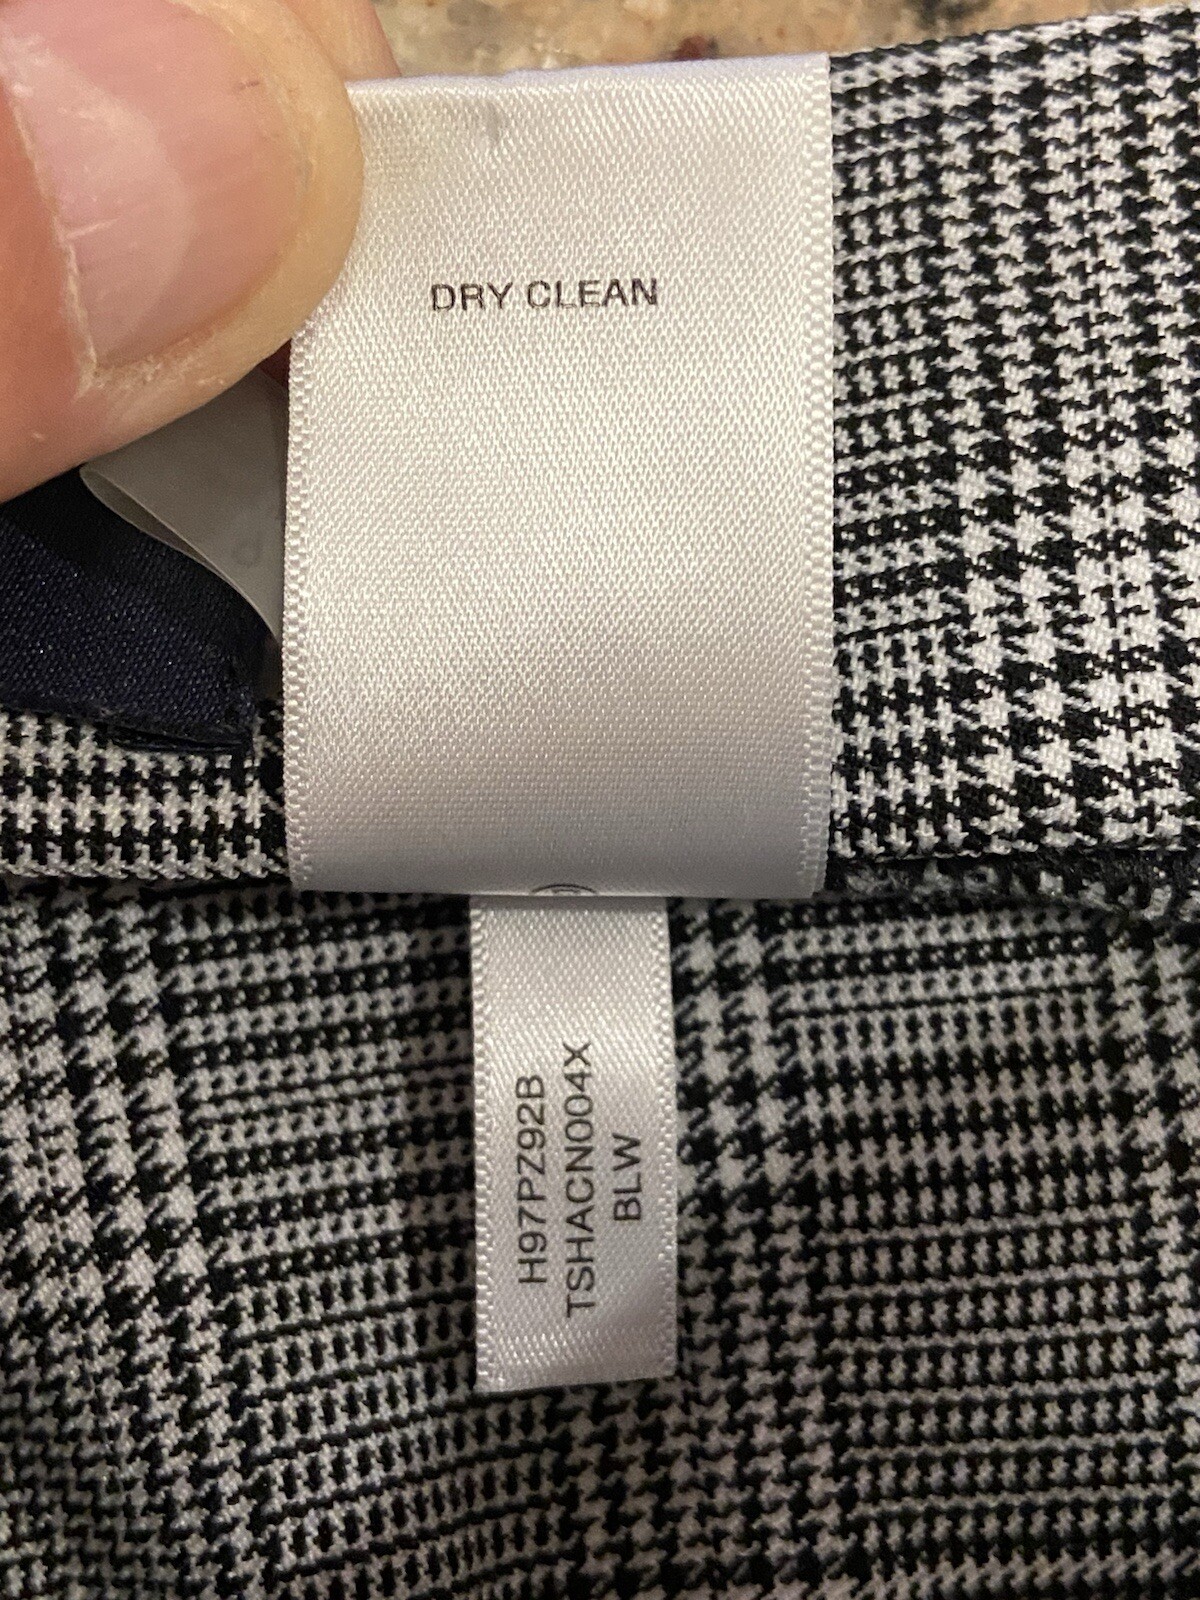 DRY CLEAN
H97PZ92B
TSHACN004X
BLW